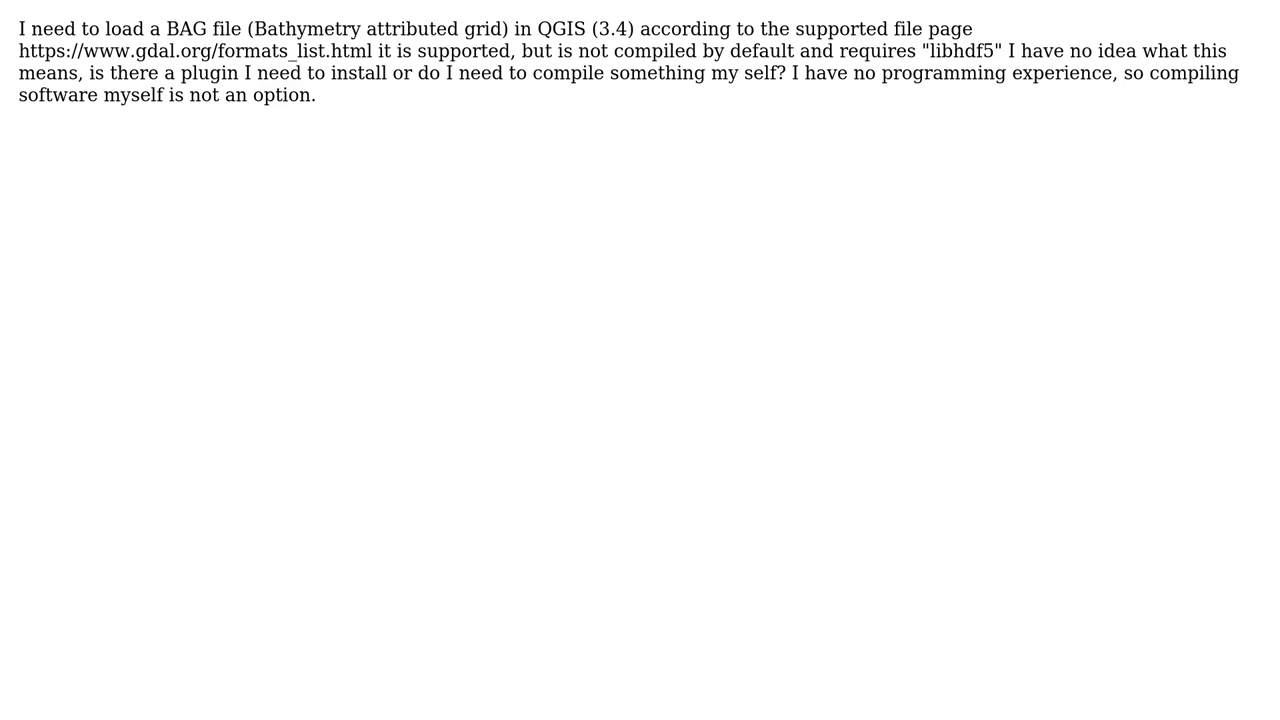 I need to load a BAG file (Bathymetry attributed grid) in QGIS (3.4) according to the supported file page
https://www.gdal.org/formats_list.html it is supported, but is not compiled by default and requires "libhdf5" I have no idea what this
means, is there a plugin I need to install or do I need to compile something my self? I have no programming experience, so compiling
software myself is not an option.